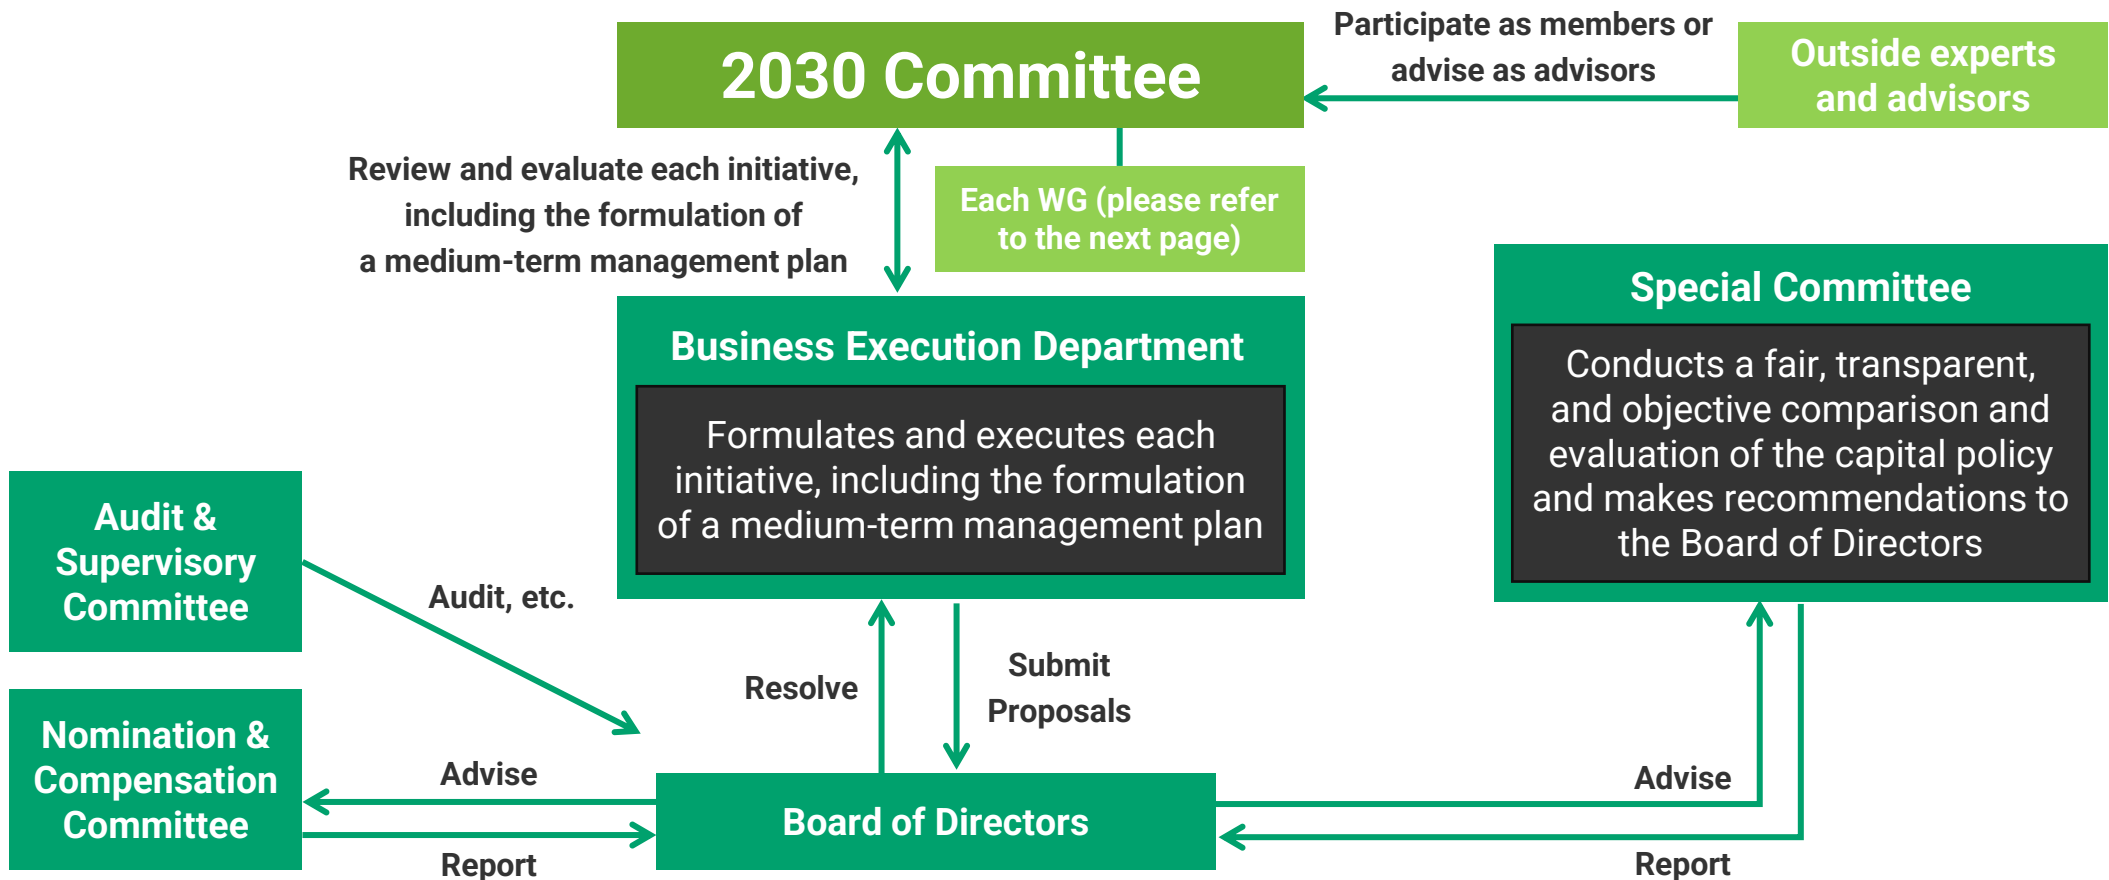 2030 Committee
Participate as members or
advise as advisors
Outside experts
and advisors
Review and evaluate each initiative,
including the formulation of
a medium-term management plan
Each WG (please refer
to the next page)
Business Execution Department
Formulates and executes each
initiative, including the formulation
of a medium-term management plan
Special Committee
Conducts a fair, transparent,
and objective comparison and
evaluation of the capital policy
and makes recommendations to
the Board of Directors
Audit &
Supervisory
Committee
Audit, etc.
Resolve
Submit
Proposals
Nomination &
Compensation
Committee
Advise
Report
Board of Directors
Advise
Report